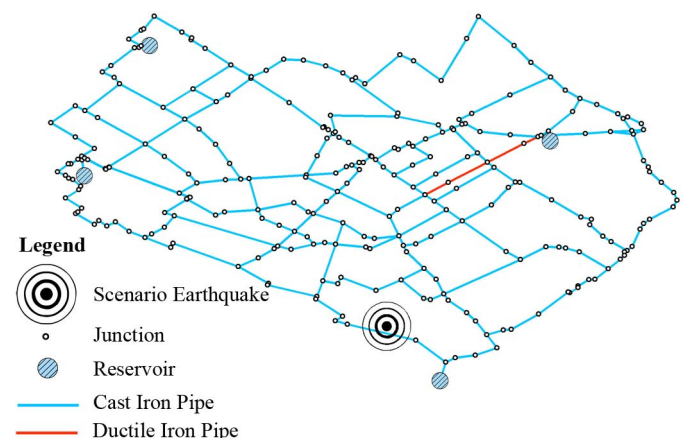 Legend
Scenario Earthquake
Junction
Reservoir
Cast Iron Pipe
Ductile Iron Pipe